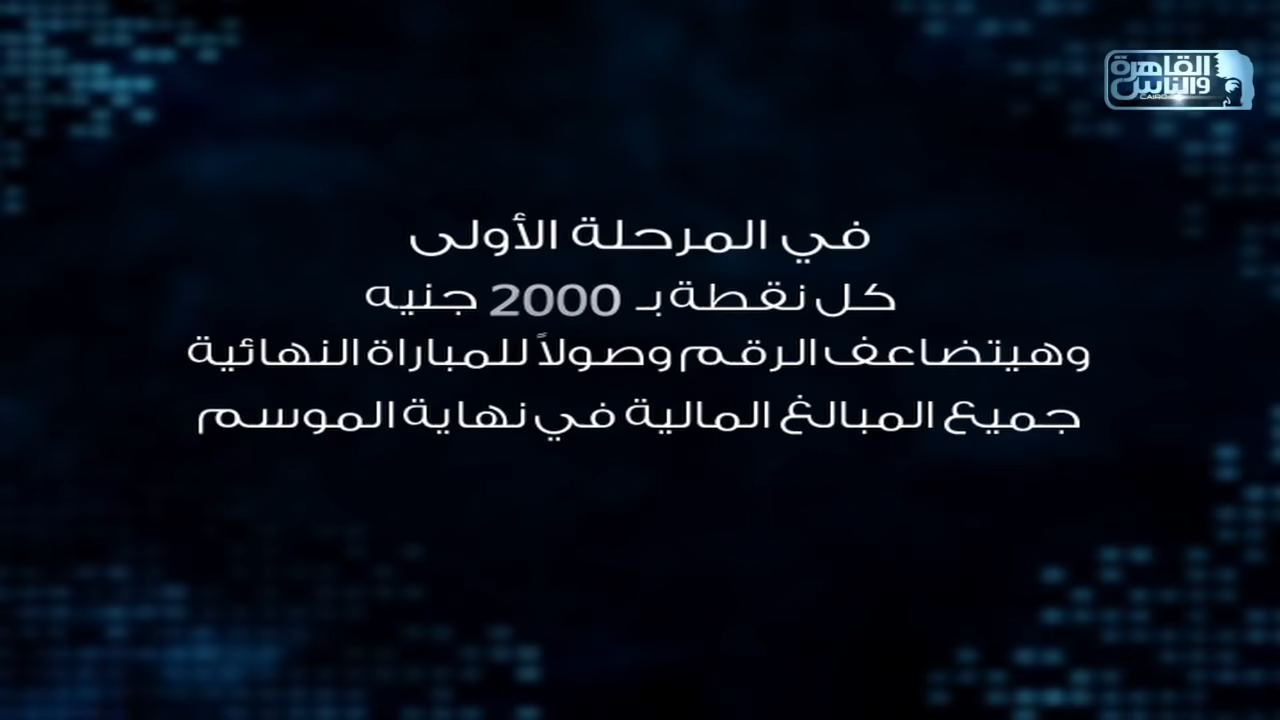 القاهرة
والناس
CAIRO
في المرحلة الأولى
كل نقطة بـ 2000 جنيه
وهيتضاعف الرقم وصولاً للمباراة النهائية
جميع المبالغ المالية في نهاية الموسم